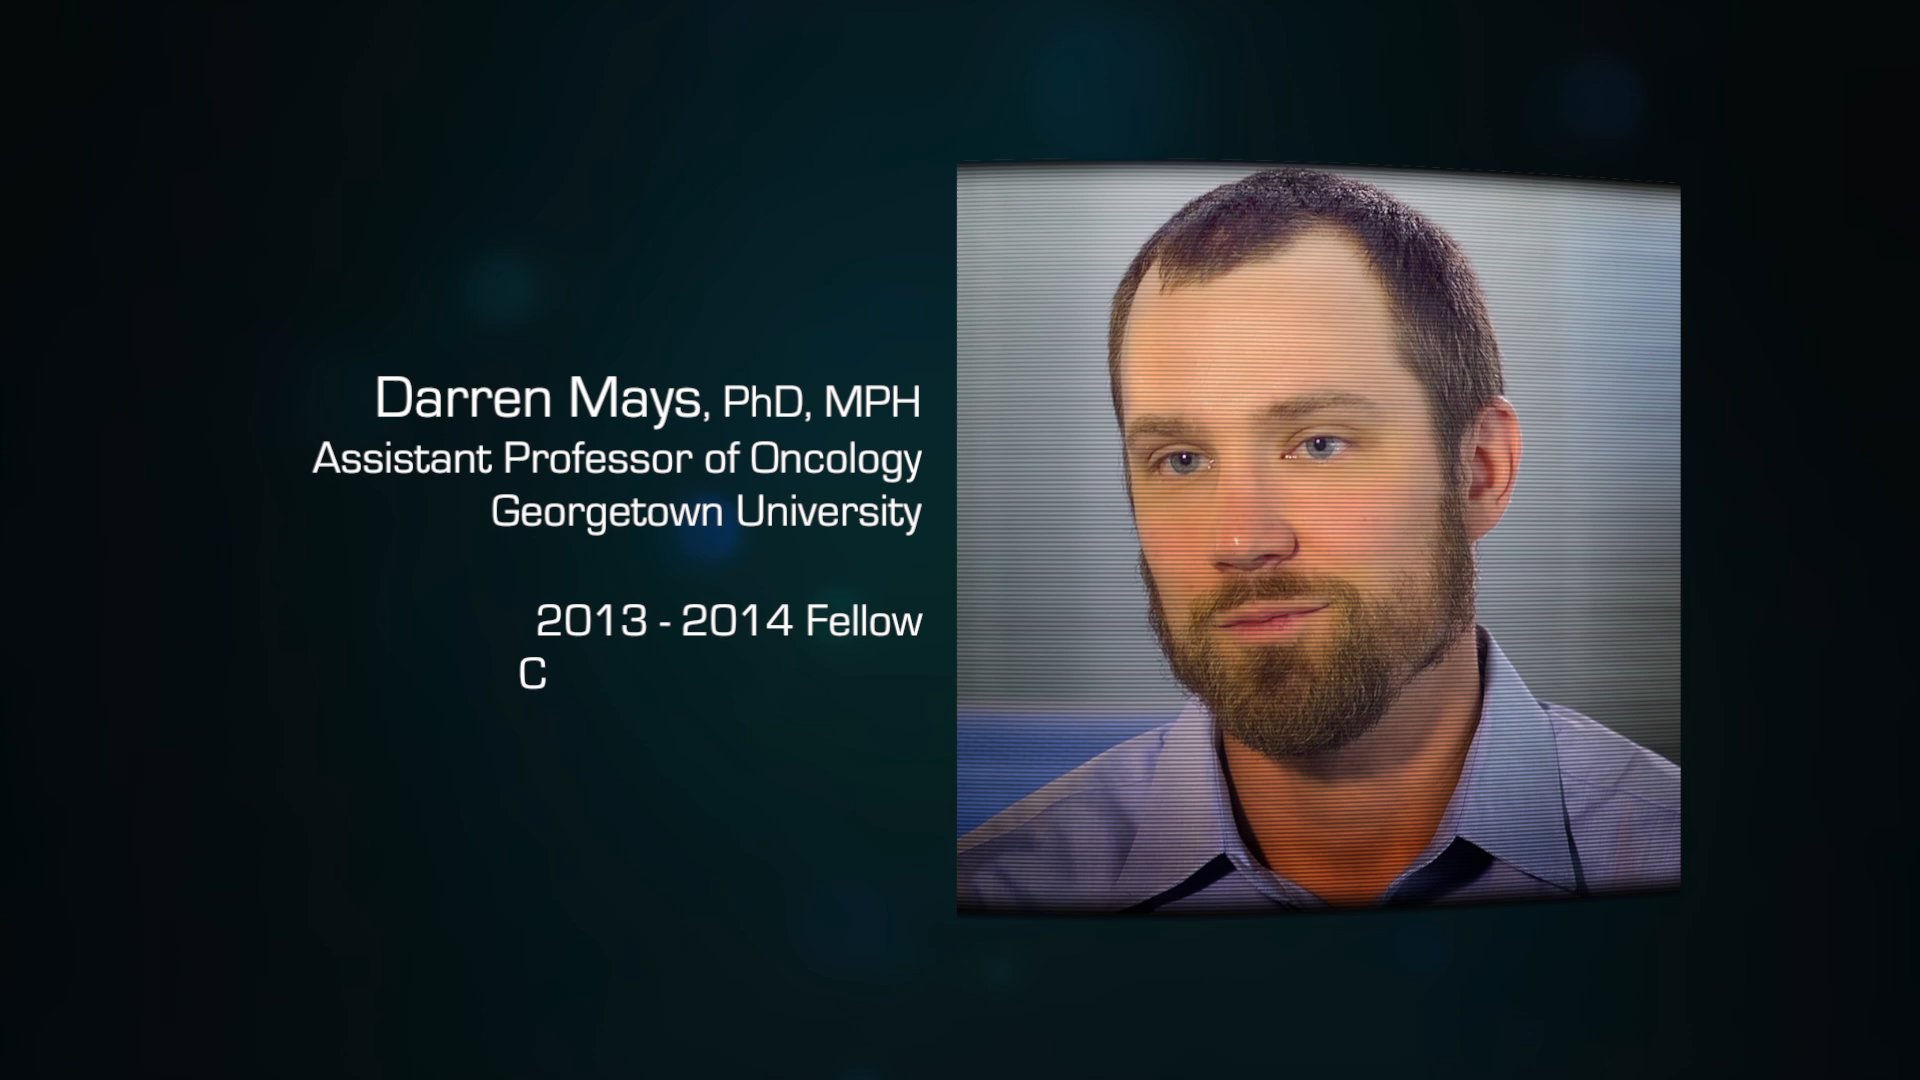 Darren Mays, PhD, MPH
Assistant Professor of Oncology
Georgetown University
2013 - 2014 Fellow
C